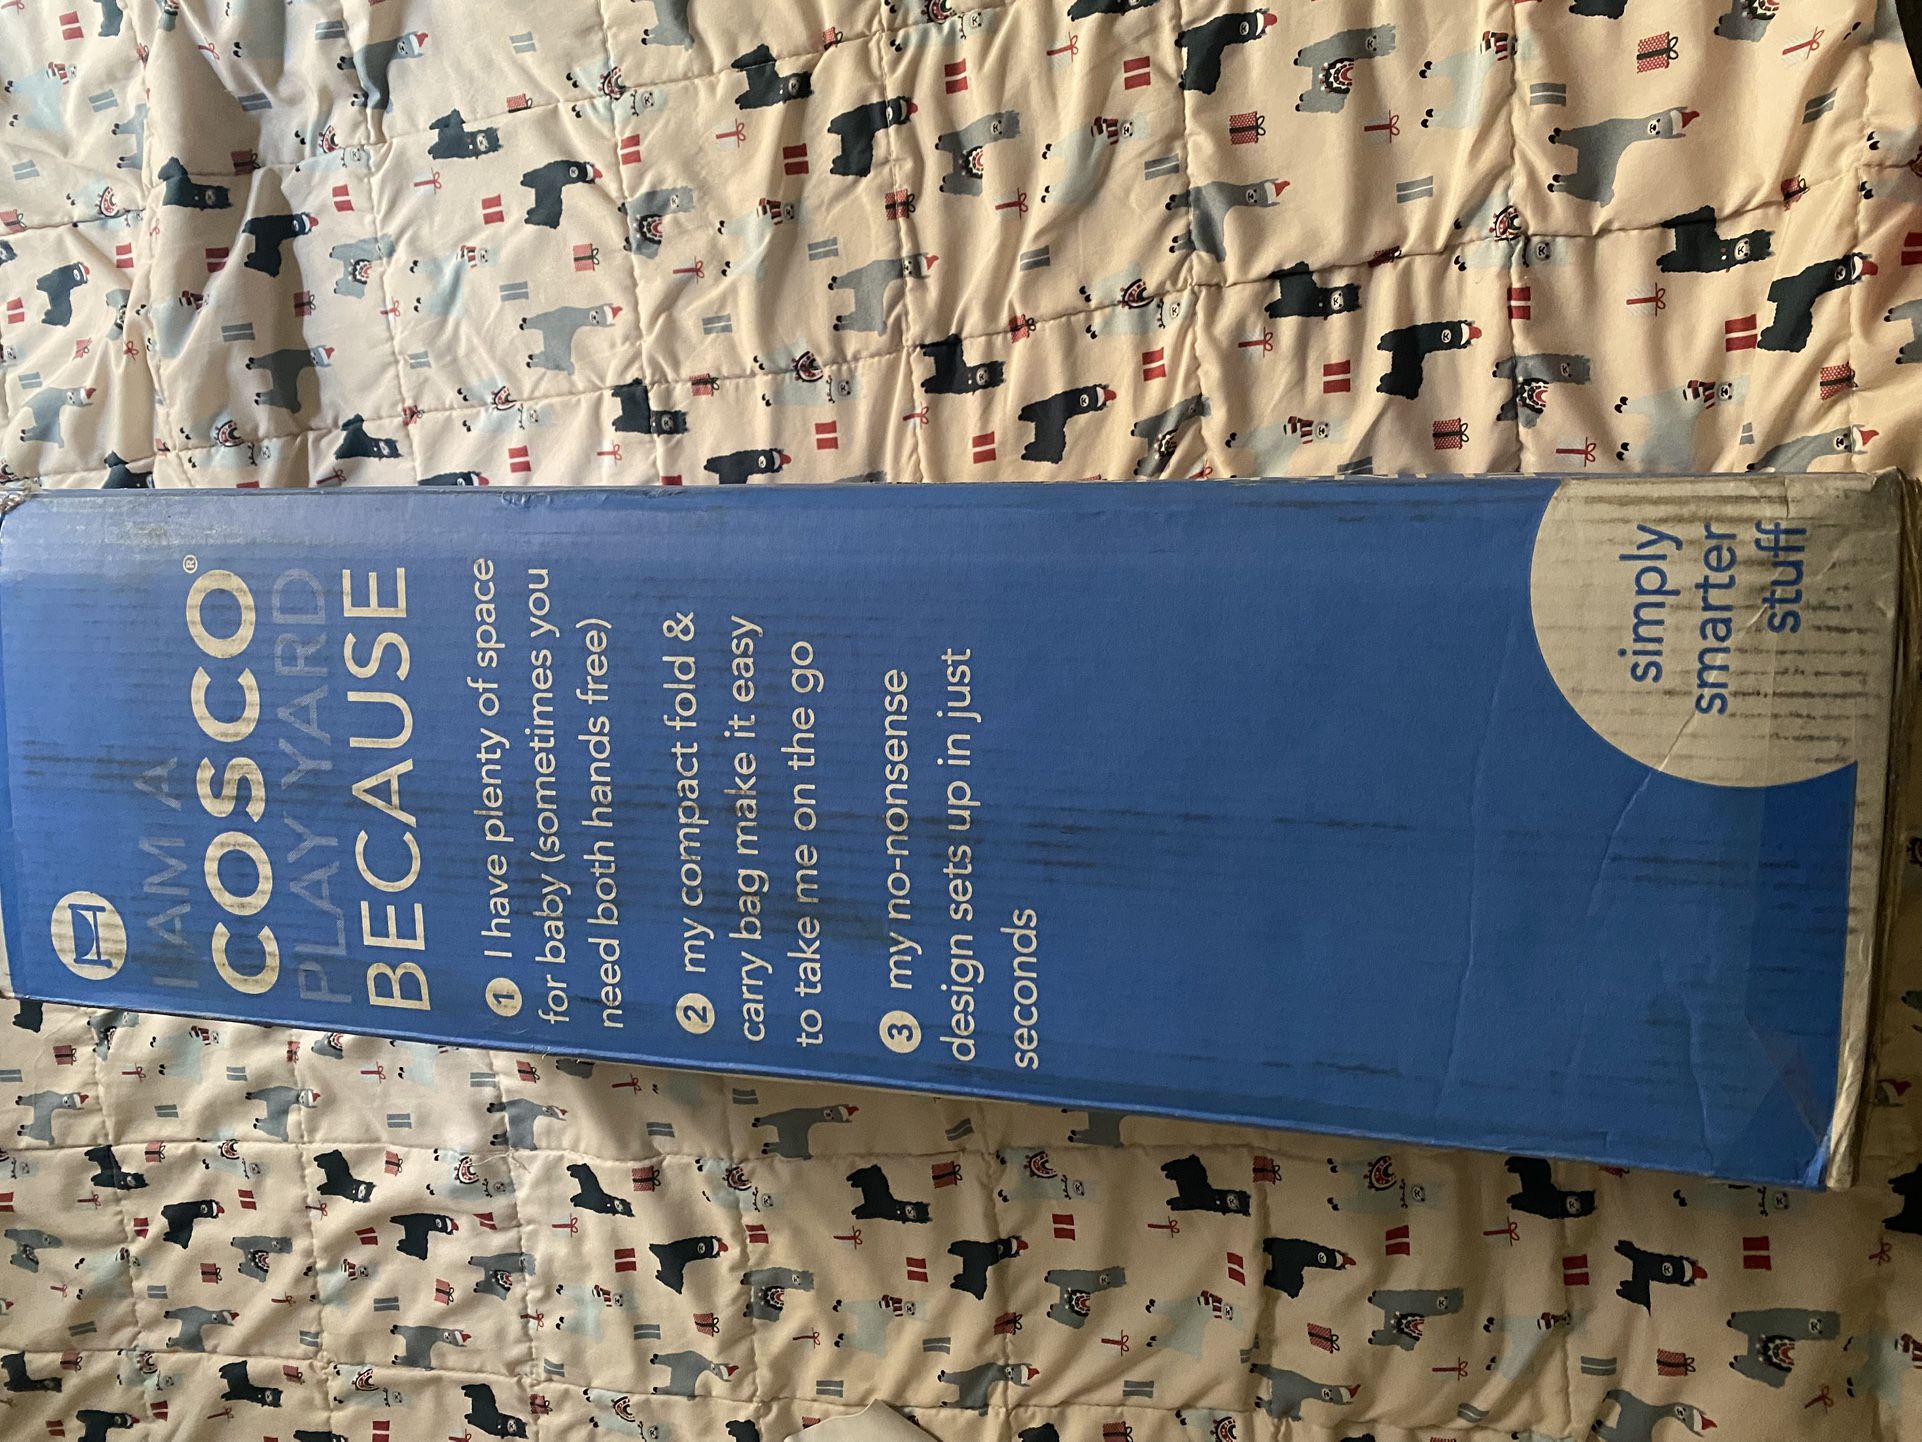 I AM A
COSCO®
PLAY YARD
BECAUSE
1 I have plenty of space
for baby (sometimes you
need both hands free)
2 my compact fold &
carry bag make it easy
to take me on the go
3 my no-nonsense
design sets up in just
seconds
simply
smarter
stuff